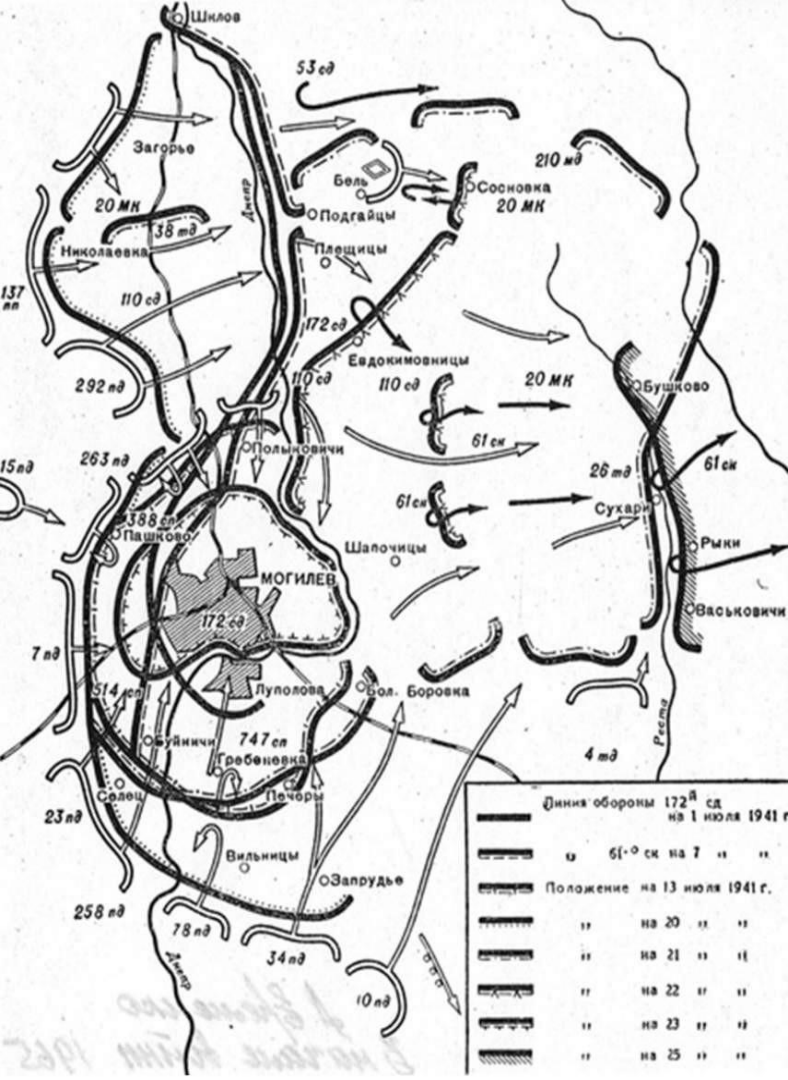 Шклов
53 сд
Загорье
210 мд
Бель
Сосновка
20 МК
20 МК
Днепр
Подгайцы
38 тд
Николаевка
Плещицы
137
пп
110 сд
172 сд
Евдокимовницы
292 пд
110 сд
110 сд
20 МК
Бушково
Полыковичи
61 ск
263 пд
15 пд
26 тд
61 ск
388 сп
Пашково
61 ск
Сухари
Шапочицы
Рыки
МОГИЛЕВ
172 сд
Васьковичи
7 пд
514 сп
Луполова
Бол. Боровка
Буйничи
747 сп
Гребеневка
Реста
4 тд
Селец
Печоры
23 пд
Вильницы
Запрудье
258 пд
78 пд
34 пд
10 пд
Днепр
Линия обороны 172й сд
на 1 июля 1941 г
" 61-о ск на 7 " "
Положение на 13 июля 1941 г.
" на 20 " "
" на 21 " "
" на 22 " "
" на 23 " "
" на 25 " "